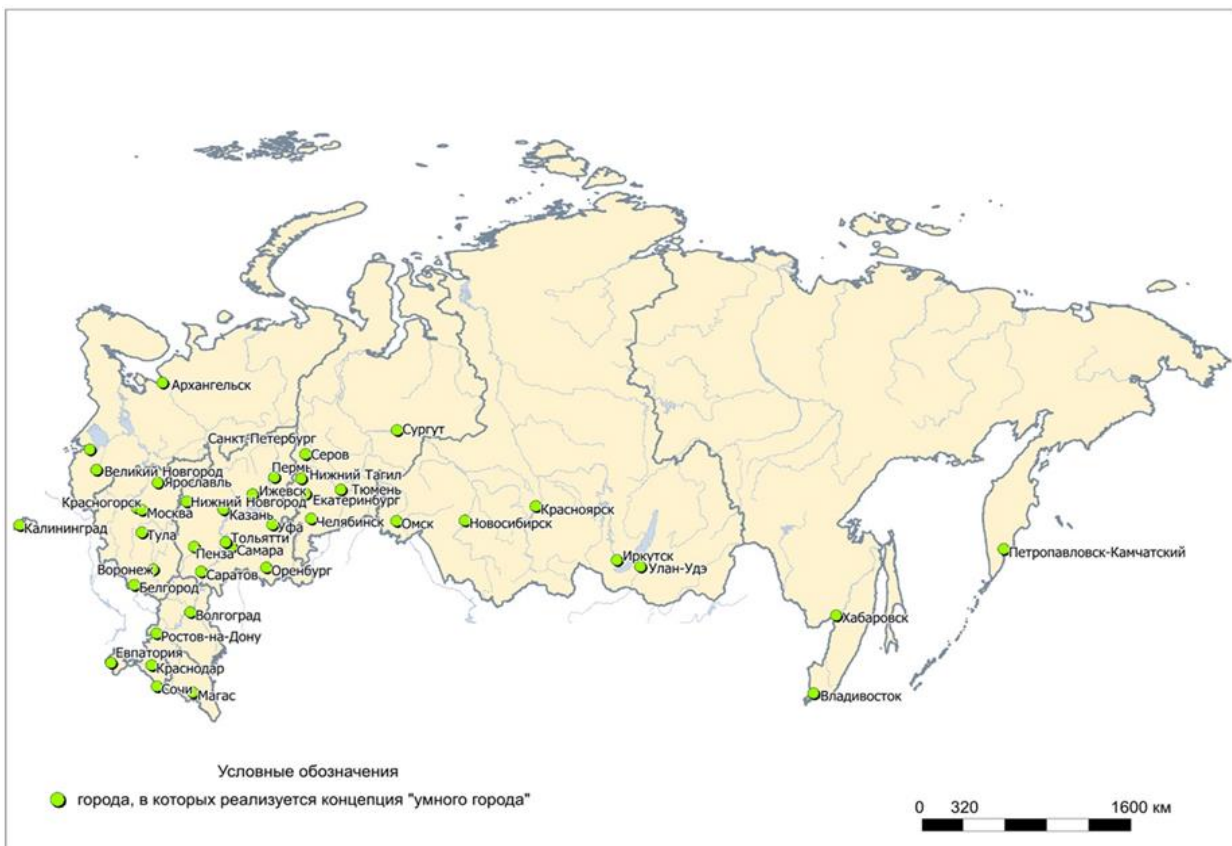 Архангельск
Сургут
Санкт-Петербург
Серов
Великий Новгород
Пермь
Нижний Тагил
Ярославль
Тюмень
Ижевск
Красногорск
Нижний Новгород
Екатеринбург
Москва
Казань
Красноярск
Калининград
Уфа
Челябинск
Омск
Новосибирск
Тула
Тольятти
Пенза
Самара
Иркутск
Улан-Удэ
Петропавловск-Камчатский
Воронеж
Саратов
Оренбург
Белгород
Волгоград
Хабаровск
Ростов-на-Дону
Евпатория
Краснодар
Сочи
Магас
Владивосток
Условные обозначения
города, в которых реализуется концепция "умного города"
0 320 1600 км